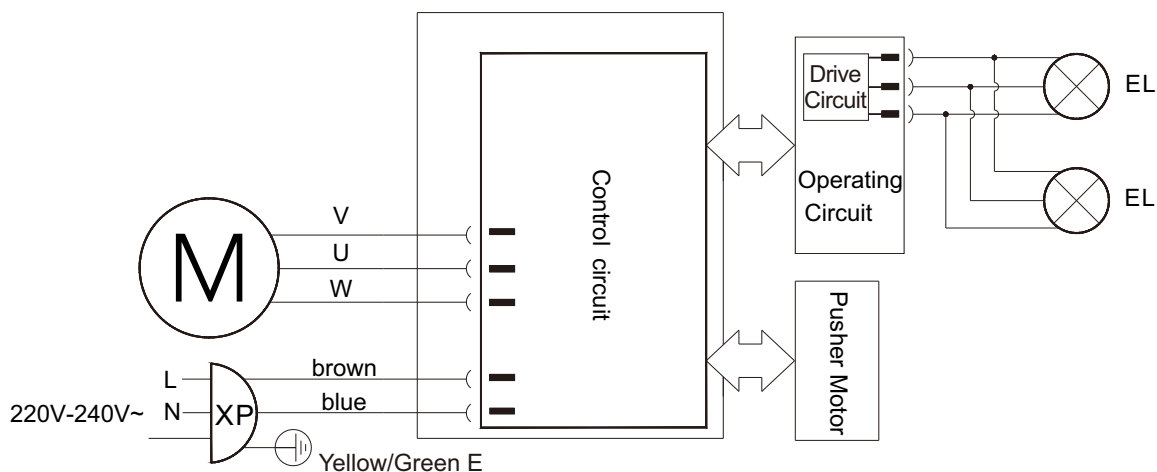 Drive
Circuit
EL
Operating
Circuit
EL
Control circuit
V
U
W
M
Pusher Motor
L
brown
220V-240V~
N
XP
blue
Yellow/Green E